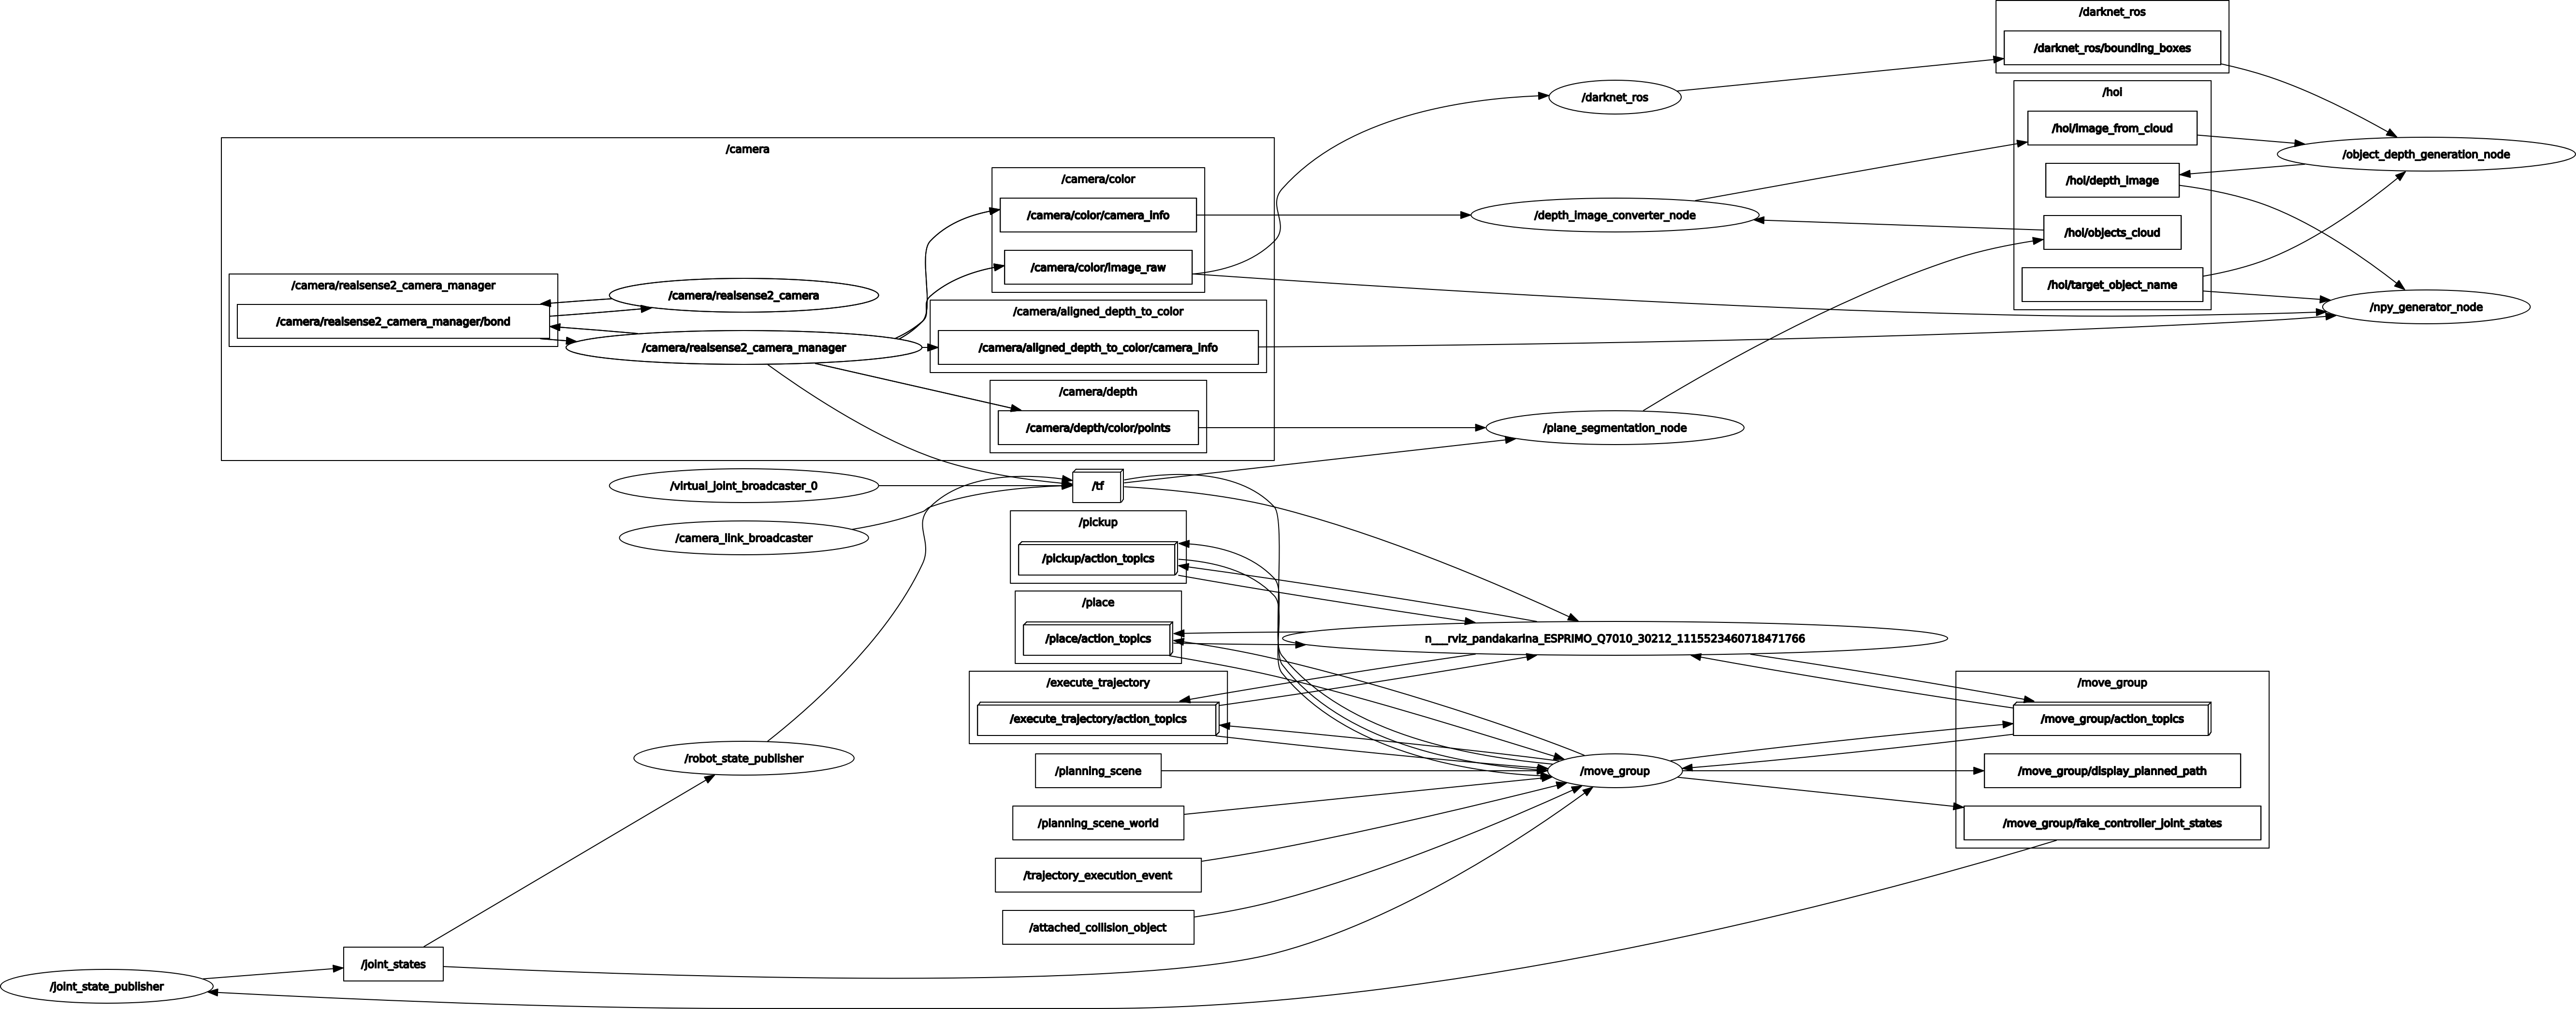 /darknet_ros
/darknet_ros/bounding_boxes
/darknet_ros
/hoi
/hoi/image_from_cloud
/object_depth_generation_node
/hoi/depth_image
/depth_image_converter_node
/hoi/objects_cloud
/hoi/target_object_name
/npy_generator_node
/camera
/camera/color
/camera/color/camera_info
/camera/color/image_raw
/camera/realsense2_camera_manager
/camera/realsense2_camera
/camera/realsense2_camera_manager/bond
/camera/realsense2_camera_manager
/camera/aligned_depth_to_color
/camera/aligned_depth_to_color/camera_info
/camera/depth
/camera/depth/color/points
/plane_segmentation_node
/virtual_joint_broadcaster_0
/tf
/camera_link_broadcaster
/pickup
/pickup/action_topics
/place
/place/action_topics
n___rviz_pandakarina_ESPRIMO_Q7010_30212_1115523460718471766
/execute_trajectory
/execute_trajectory/action_topics
/move_group
/move_group/action_topics
/robot_state_publisher
/planning_scene
/move_group
/move_group/display_planned_path
/planning_scene_world
/move_group/fake_controller_joint_states
/trajectory_execution_event
/attached_collision_object
/joint_states
/joint_state_publisher